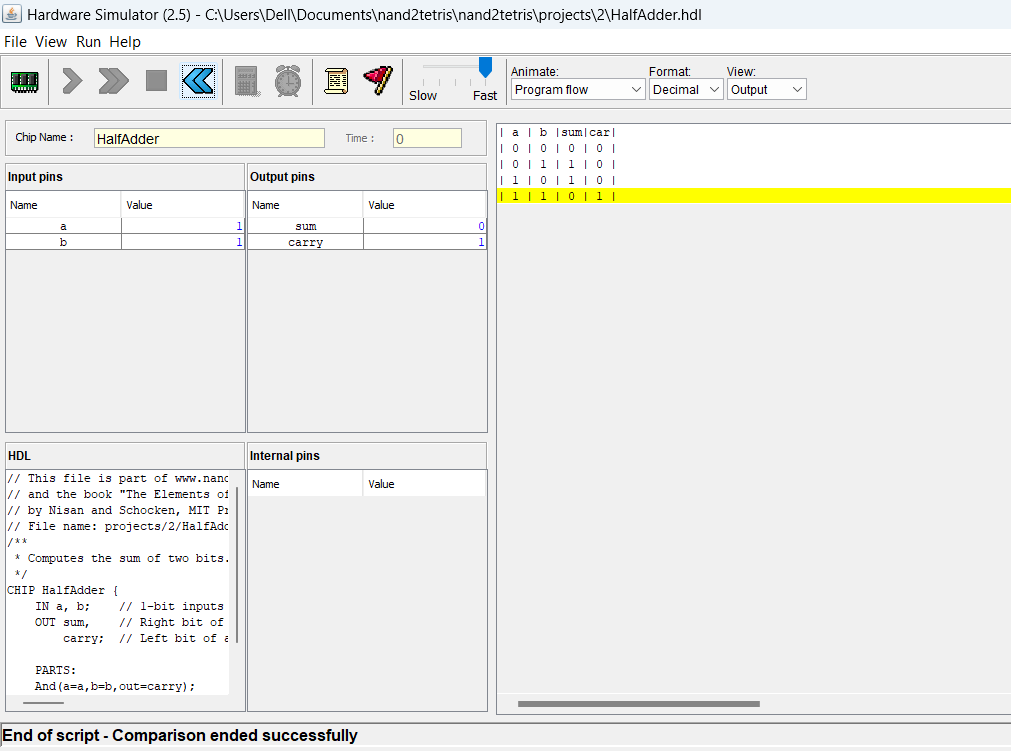 Hardware Simulator (2.5) - C:\Users\Dell\Documents\nand2tetris\nand2tetris\projects\2\HalfAdder.hdl
File View Run Help
Slow Fast
Animate: Format: View:
Program flow Decimal Output
Chip Name : HalfAdder Time : 0
Input pins
Name Value
a 1
b 1
Output pins
Name Value
sum 0
carry 1
HDL
// This file is part of www.nand
// and the book "The Elements of
// by Nisan and Schocken, MIT Pr
// File name: projects/2/HalfAdd
/**
* Computes the sum of two bits.
*/
CHIP HalfAdder {
IN a, b; // 1-bit inputs
OUT sum, // Right bit of
carry; // Left bit of a
PARTS:
And(a=a,b=b,out=carry);
Internal pins
Name Value
| a | b |sum|car|
| 0 | 0 | 0 | 0 |
| 0 | 1 | 1 | 0 |
| 1 | 0 | 1 | 0 |
| 1 | 1 | 0 | 1 |
End of script - Comparison ended successfully